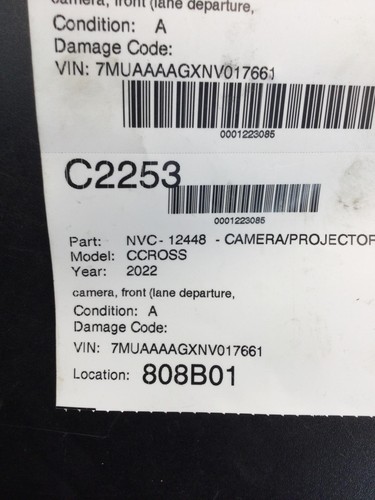 camera, front (lane departure,
Condition: A
Damage Code:
VIN: 7MUAAAAGXNV017661
0001223085
C2253
0001223085
Part: NVC- 12448 - CAMERA/PROJECTOR
Model: CCROSS
Year: 2022
camera, front (lane departure,
Condition: A
Damage Code:
VIN: 7MUAAAAGXNV017661
Location: 808B01